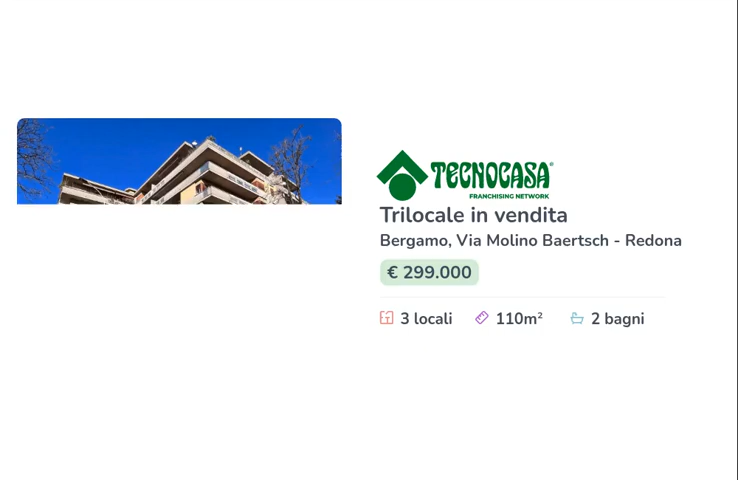 TECNOCASA®
FRANCHISING NETWORK
Trilocale in vendita
Bergamo, Via Molino Baertsch - Redona
€ 299.000
3 locali 110m² 2 bagni